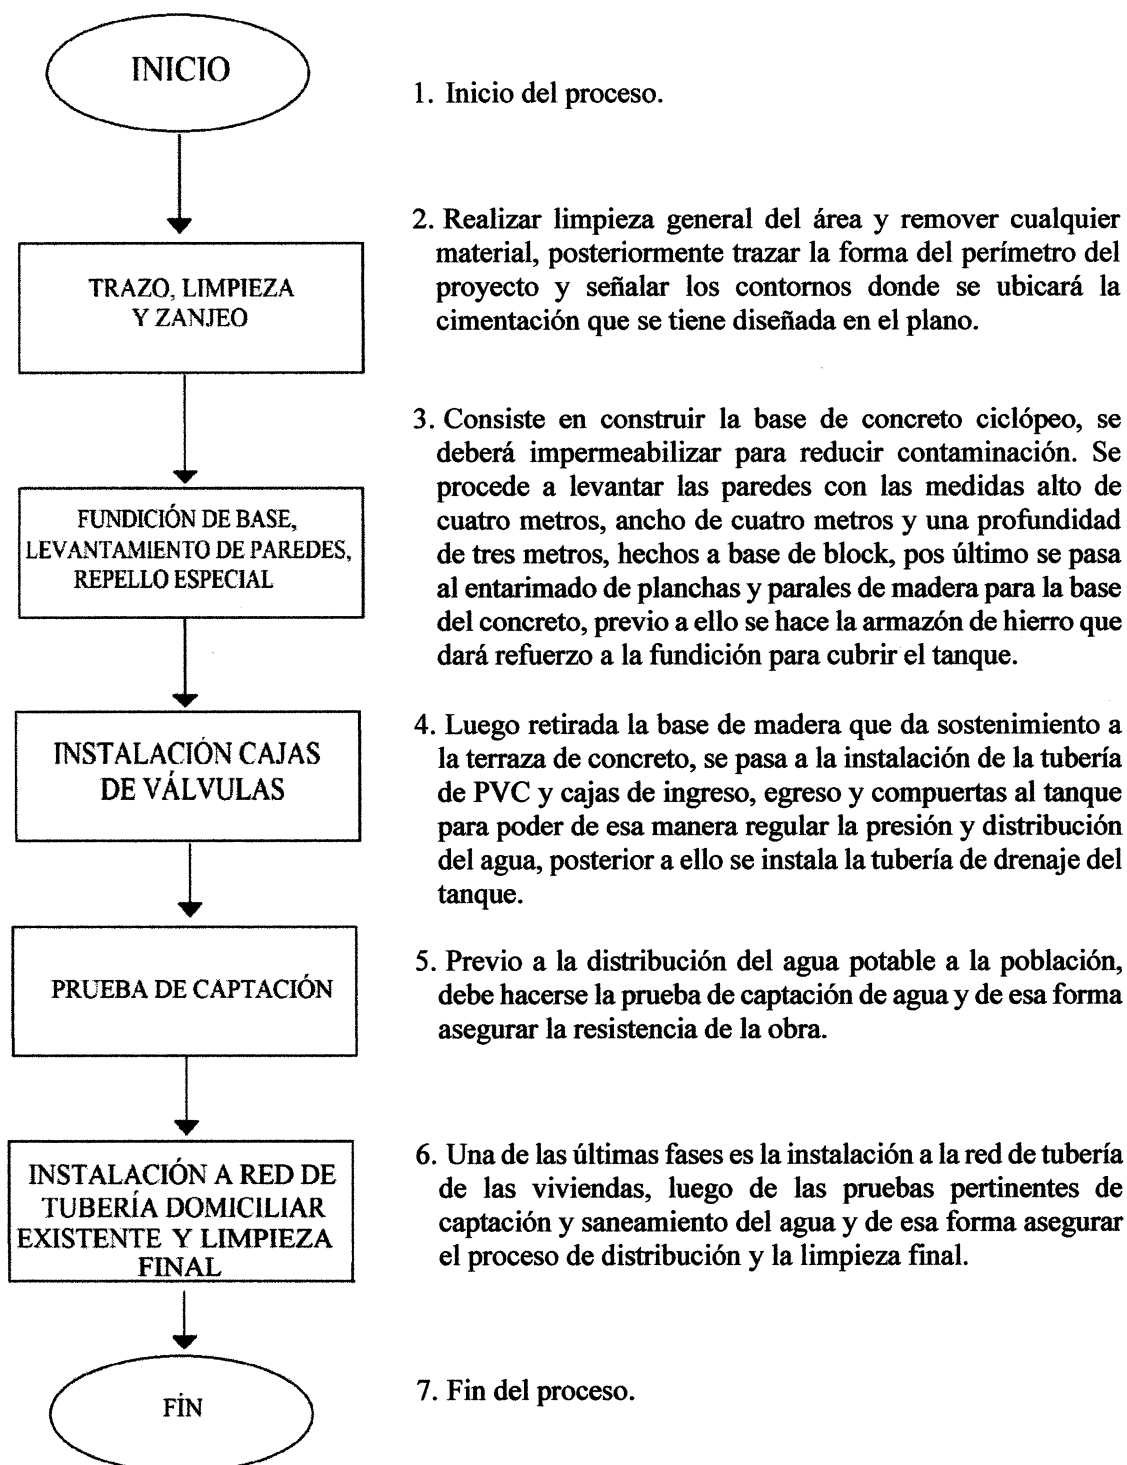 INICIO
1. Inicio del proceso.
TRAZO, LIMPIEZA
Y ZANJEO
2. Realizar limpieza general del área y remover cualquier
material, posteriormente trazar la forma del perímetro del
proyecto y señalar los contornos donde se ubicará la
cimentación que se tiene diseñada en el plano.
FUNDICIÓN DE BASE,
LEVANTAMIENTO DE PAREDES,
REPELLO ESPECIAL
3. Consiste en construir la base de concreto ciclópeo, se
deberá impermeabilizar para reducir contaminación. Se
procede a levantar las paredes con las medidas alto de
cuatro metros, ancho de cuatro metros y una profundidad
de tres metros, hechos a base de block, pos último se pasa
al entarimado de planchas y parales de madera para la base
del concreto, previo a ello se hace la armazón de hierro que
dará refuerzo a la fundición para cubrir el tanque.
INSTALACIÓN CAJAS
DE VÁLVULAS
4. Luego retirada la base de madera que da sostenimiento a
la terraza de concreto, se pasa a la instalación de la tubería
de PVC y cajas de ingreso, egreso y compuertas al tanque
para poder de esa manera regular la presión y distribución
del agua, posterior a ello se instala la tubería de drenaje del
tanque.
PRUEBA DE CAPTACIÓN
5. Previo a la distribución del agua potable a la población,
debe hacerse la prueba de captación de agua y de esa forma
asegurar la resistencia de la obra.
INSTALACIÓN A RED DE
TUBERÍA DOMICILIAR
EXISTENTE Y LIMPIEZA
FINAL
6. Una de las últimas fases es la instalación a la red de tubería
de las viviendas, luego de las pruebas pertinentes de
captación y saneamiento del agua y de esa forma asegurar
el proceso de distribución y la limpieza final.
FÍN
7. Fin del proceso.